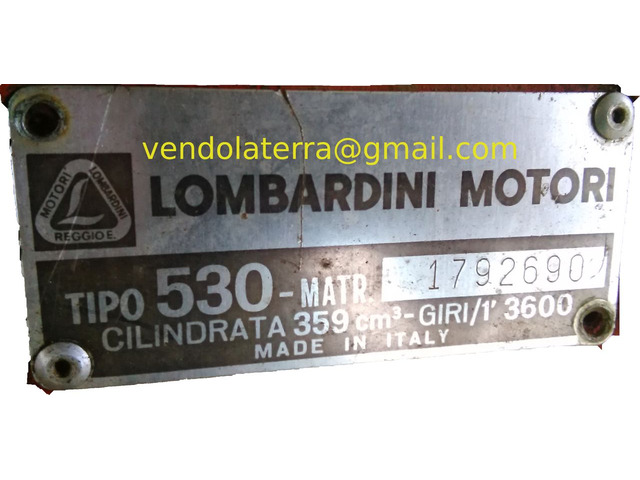 vendolaterra@gmail.com
LOMBARDINI MOTORI
MOTORI LOMBARDINI
REGGIO E.
TIPO 530 - MATR. 1792690
CILINDRATA 359 cm³ - GIRI/1' 3600
MADE IN ITALY